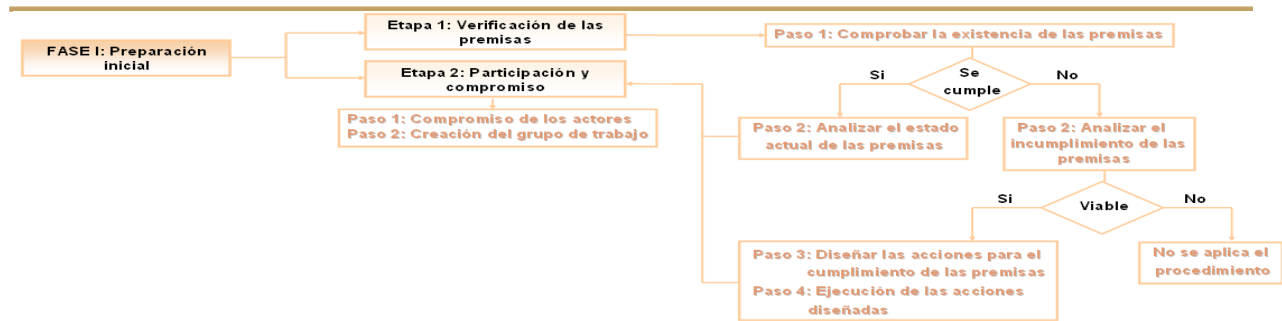 FASE I: Preparación
inicial
Etapa 1: Verificación de las
premisas
Etapa 2: Participación y
compromiso
Paso 1: Compromiso de los actores
Paso 2: Creación del grupo de trabajo
Paso 1: Comprobar la existencia de las premisas
Se
cumple
Si
No
Paso 2: Analizar el estado
actual de las premisas
Paso 2: Analizar el
incumplimiento de las
premisas
Viable
Si
No
Paso 3: Diseñar las acciones para el
cumplimiento de las premisas
Paso 4: Ejecución de las acciones
diseñadas
No se aplica el
procedimiento